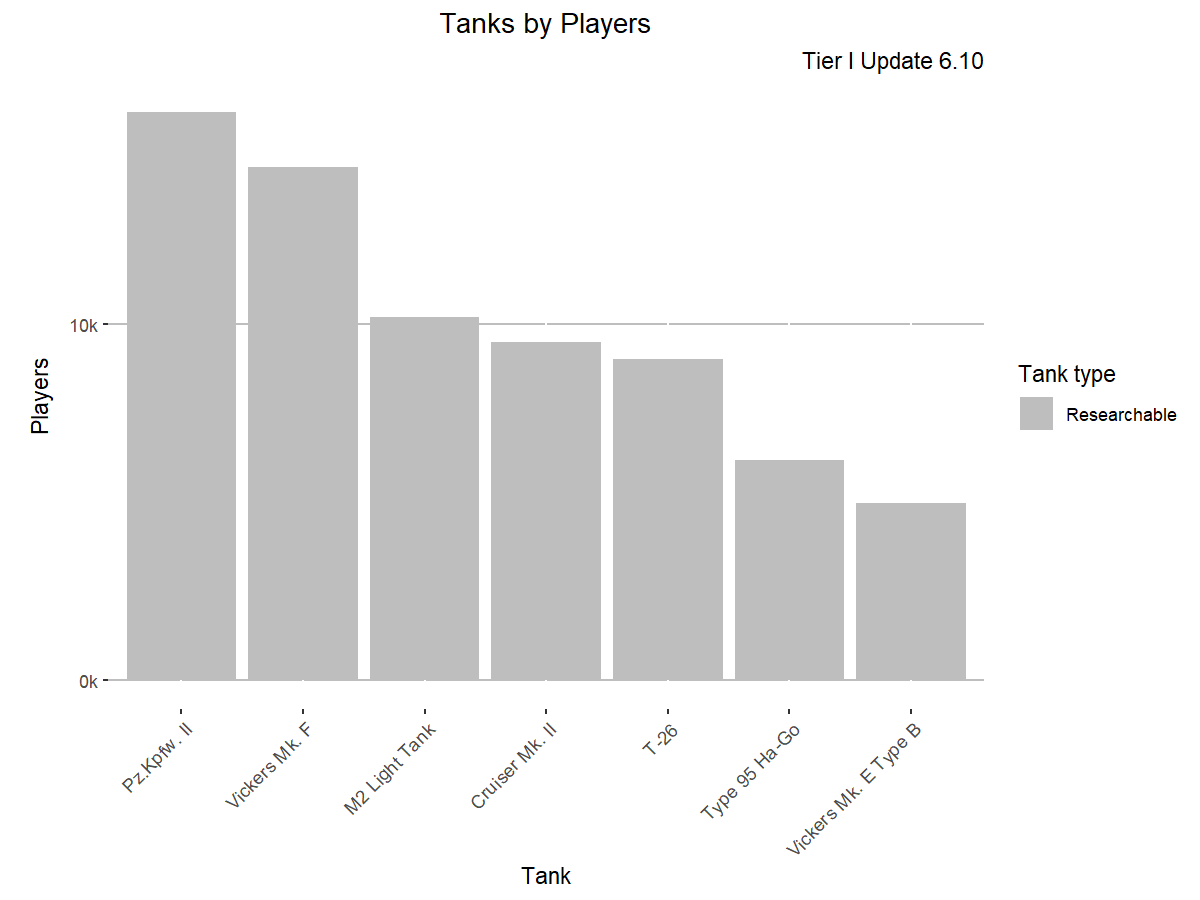 Tanks by Players
Tier I Update 6.10
10k
0k
Players
Pz.Kpfw. II
Vickers Mk. F
M2 Light Tank
Cruiser Mk. II
T-26
Type 95 Ha-Go
Vickers Mk. E Type B
Tank
Tank type
Researchable